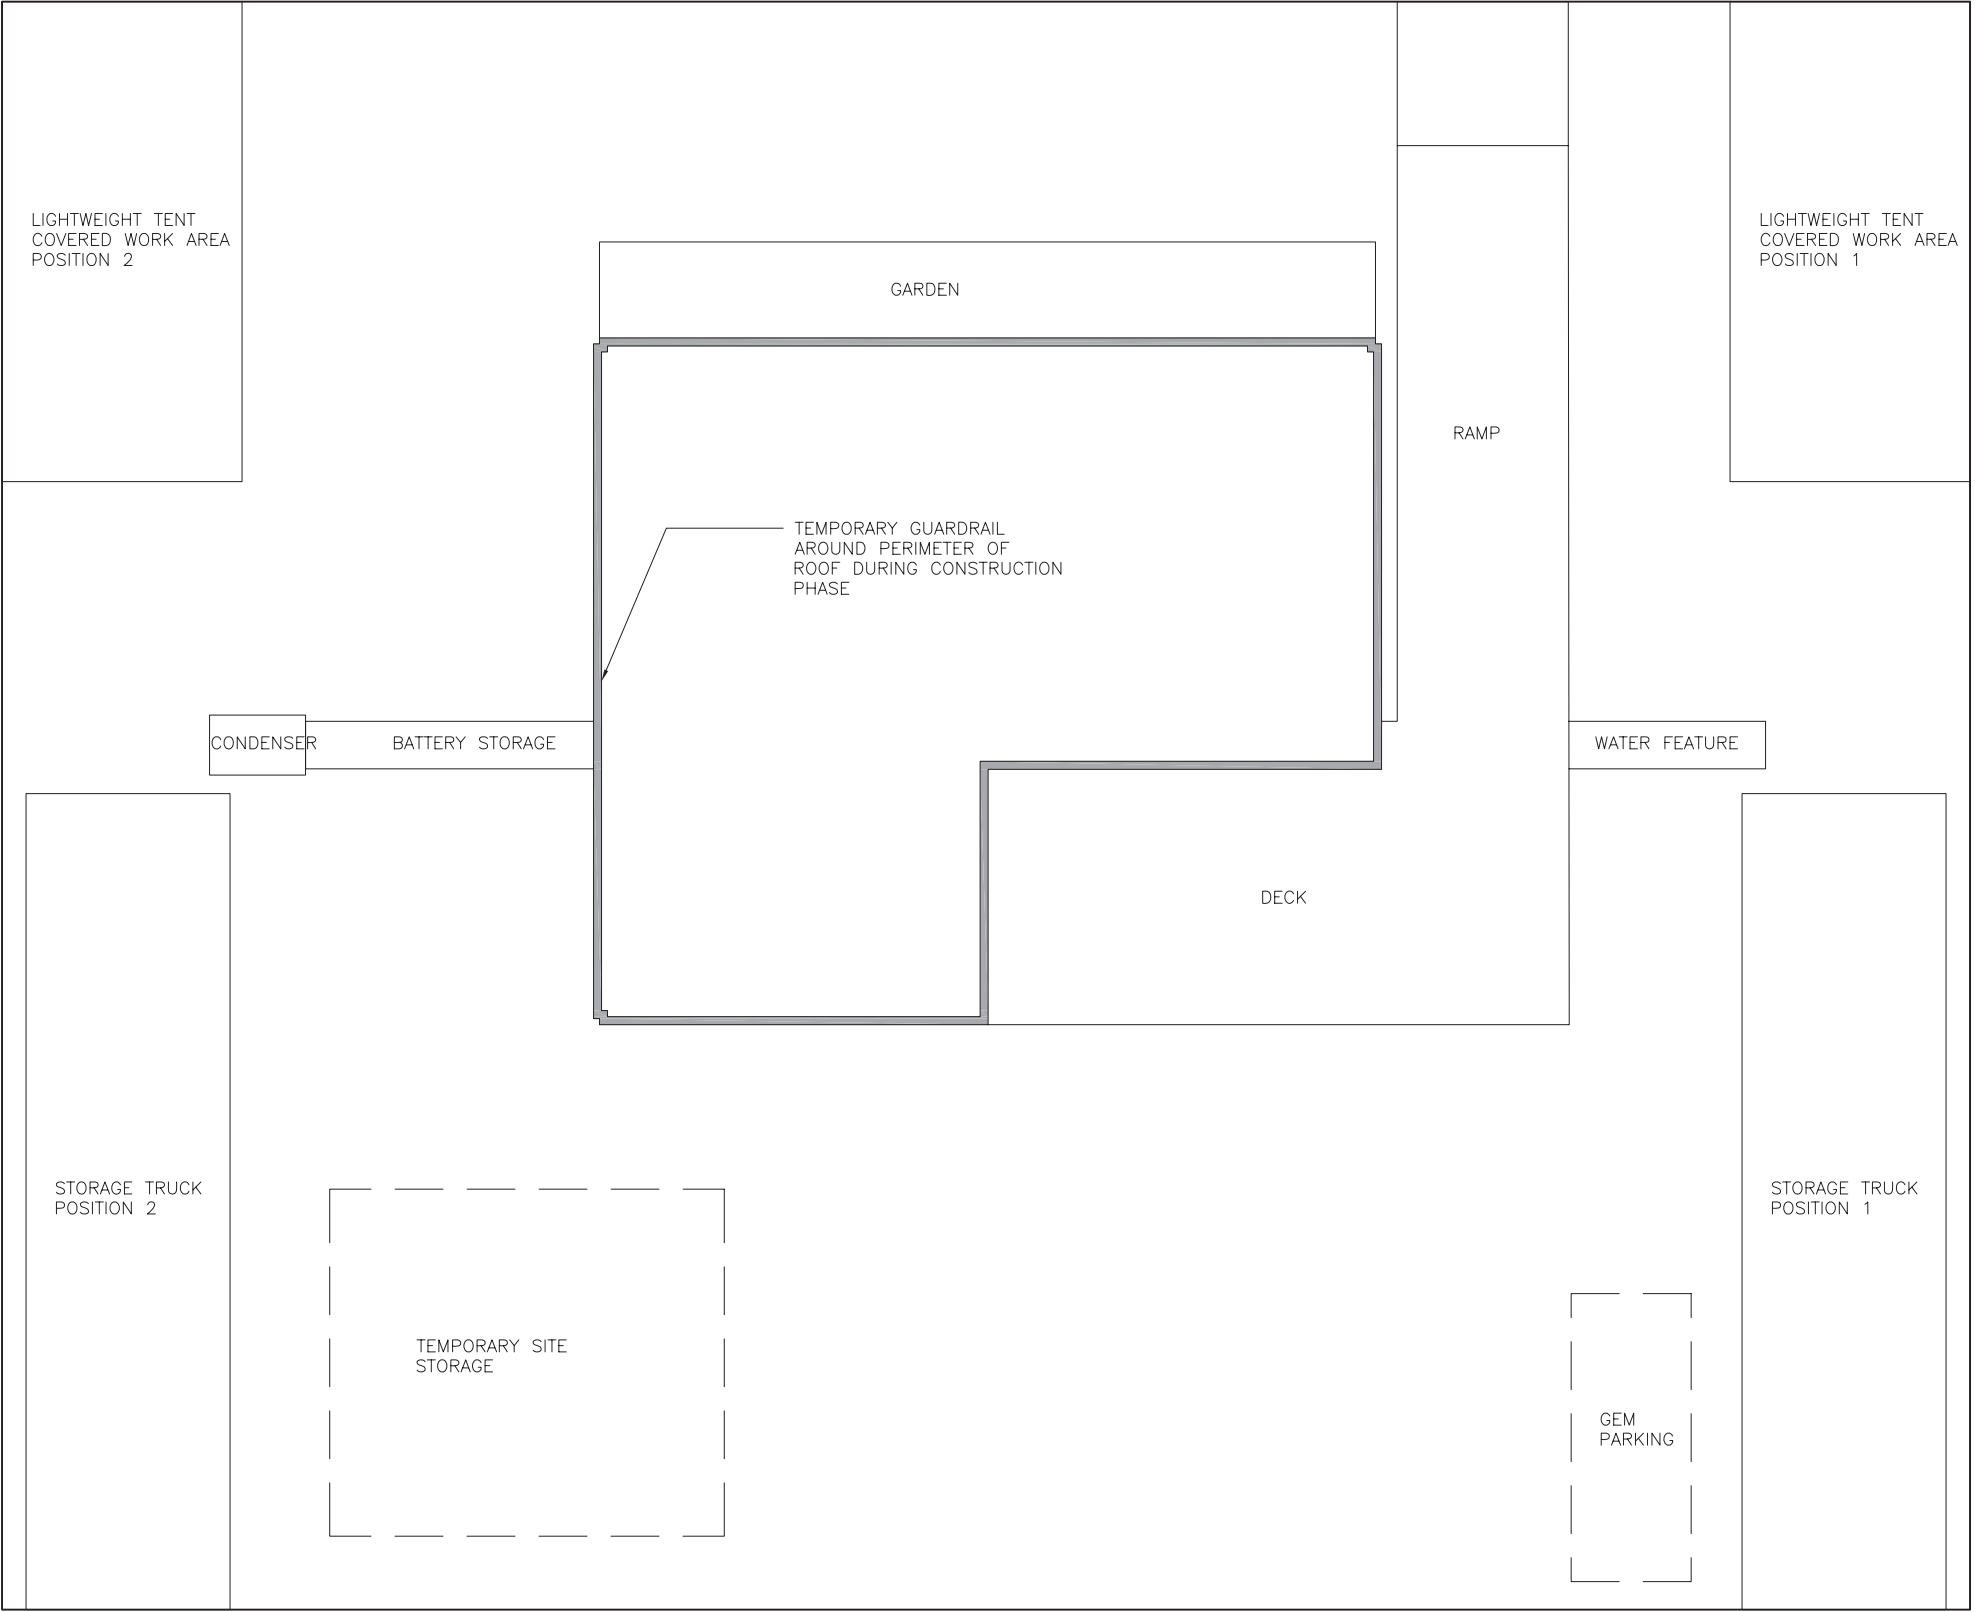 LIGHTWEIGHT TENT
COVERED WORK AREA
POSITION 2
LIGHTWEIGHT TENT
COVERED WORK AREA
POSITION 1
GARDEN
RAMP
TEMPORARY GUARDRAIL
AROUND PERIMETER OF
ROOF DURING CONSTRUCTION
PHASE
CONDENSER
BATTERY STORAGE
WATER FEATURE
DECK
STORAGE TRUCK
POSITION 2
STORAGE TRUCK
POSITION 1
TEMPORARY SITE
STORAGE
GEM
PARKING